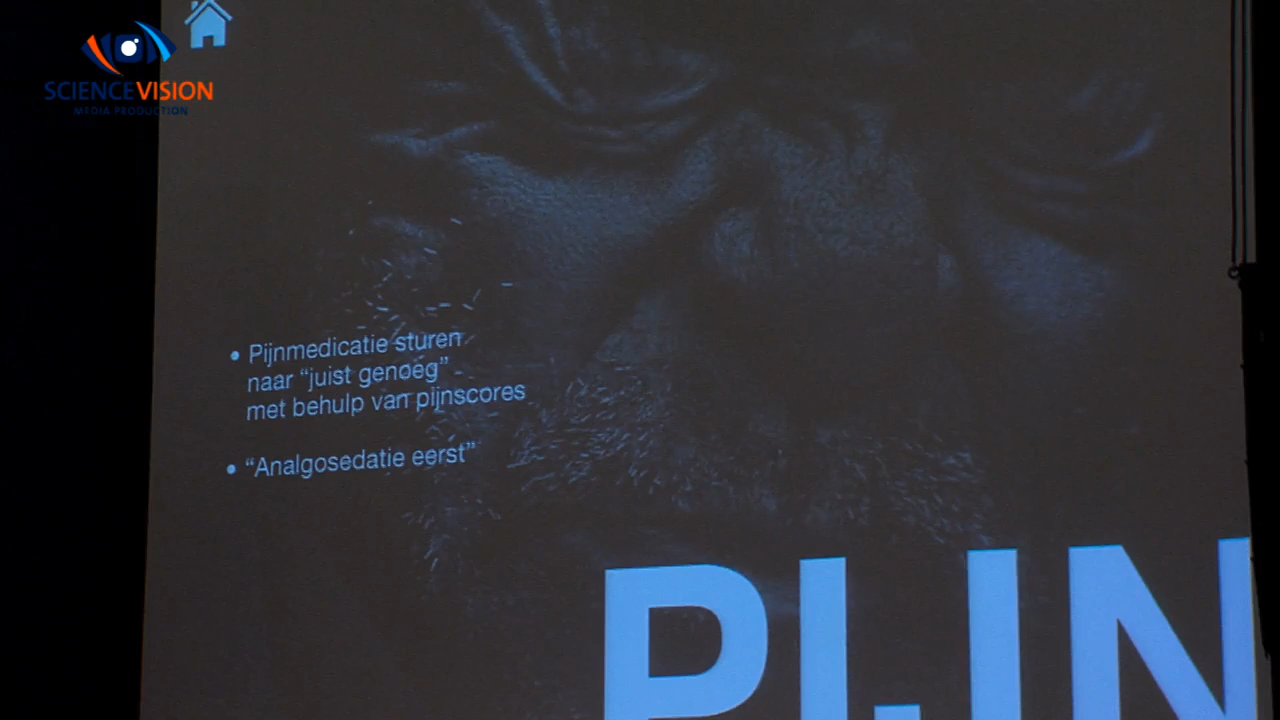 SCIENCEVISION
MEDIA PRODUCTION
• Pijnmedicatie sturen
naar “juist genoeg”
met behulp van pijnscores
• “Analgosedatie eerst”
PIJN